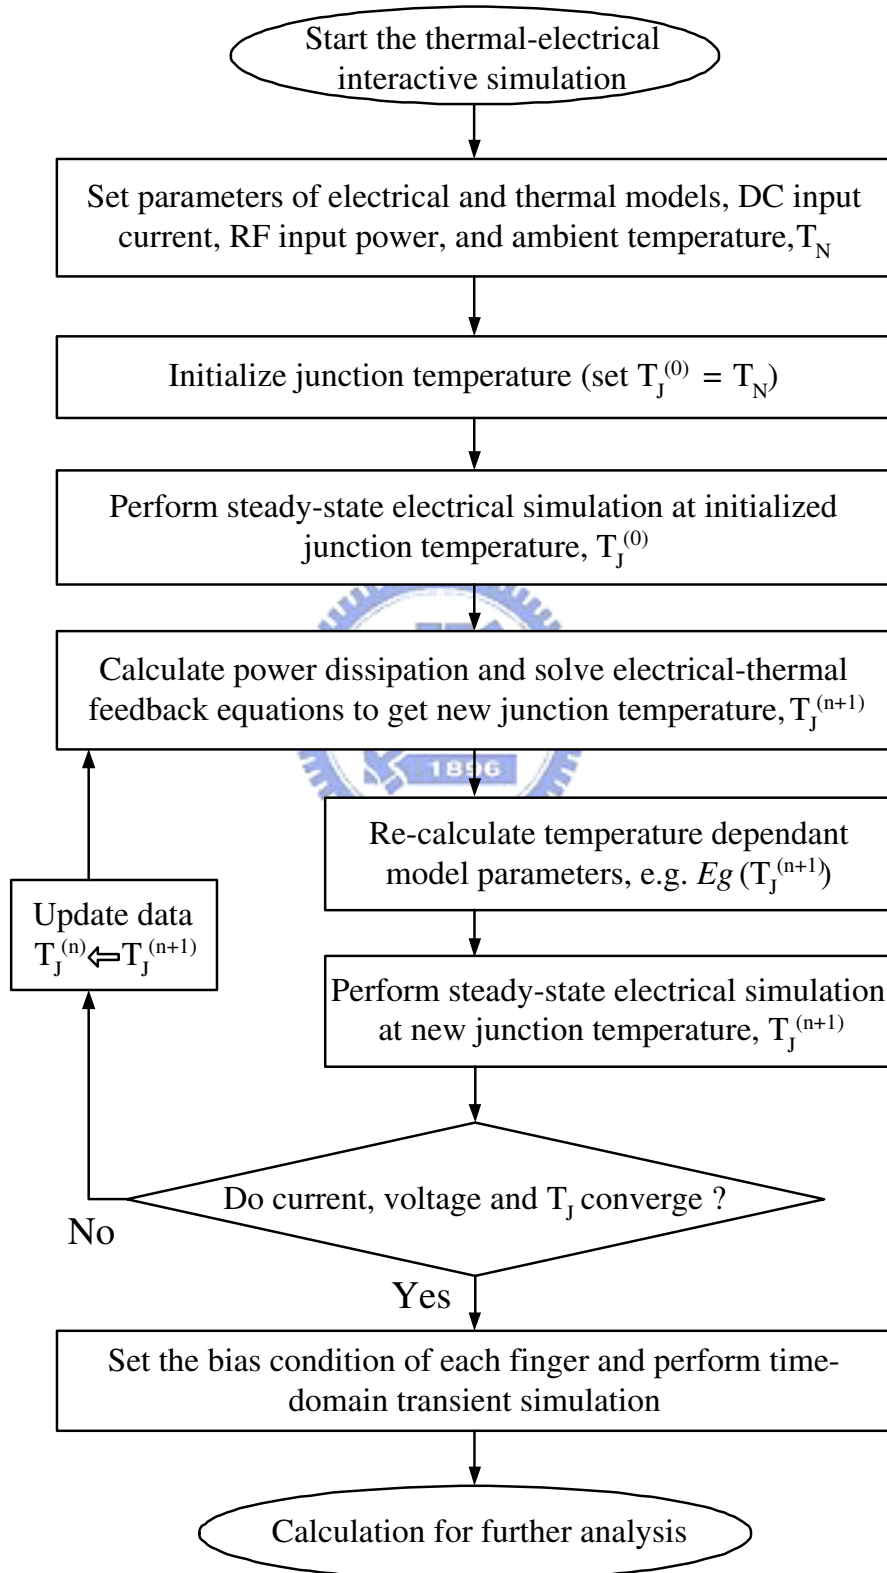 Start the thermal-electrical
interactive simulation
Set parameters of electrical and thermal models, DC input
current, RF input power, and ambient temperature, T_N
Initialize junction temperature (set T_J^(0) = T_N)
Perform steady-state electrical simulation at initialized
junction temperature, T_J^(0)
Calculate power dissipation and solve electrical-thermal
feedback equations to get new junction temperature, T_J^(n+1)
1896
Re-calculate temperature dependant
model parameters, e.g. Eg (T_J^(n+1))
Update data
T_J^(n) ⇐ T_J^(n+1)
Perform steady-state electrical simulation
at new junction temperature, T_J^(n+1)
Do current, voltage and T_J converge ?
No
Yes
Set the bias condition of each finger and perform time-
domain transient simulation
Calculation for further analysis